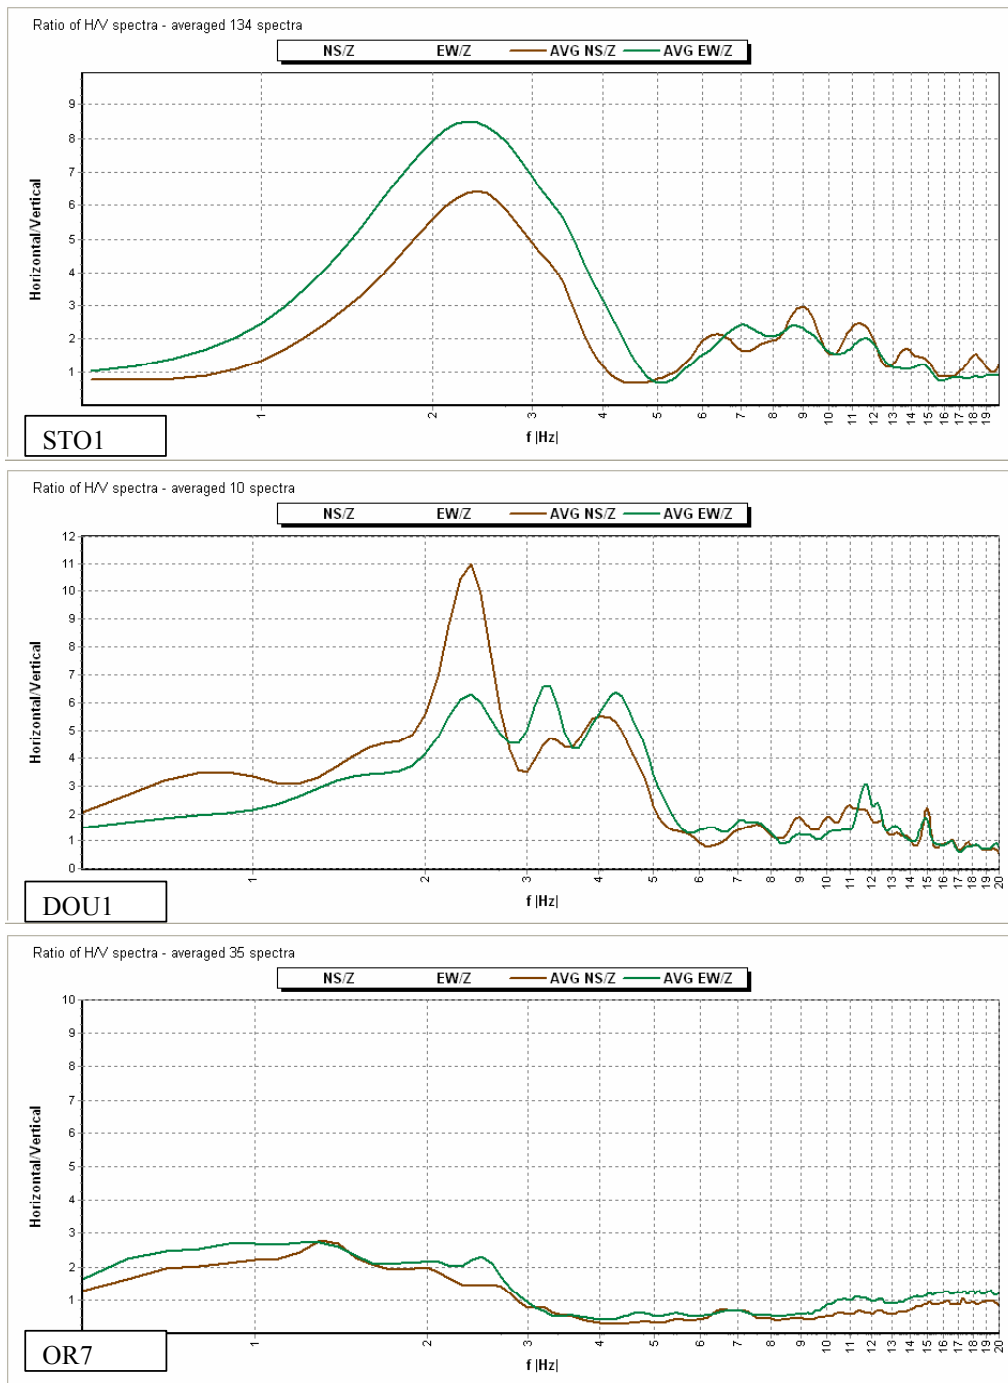 Ratio of H/V spectra - averaged 134 spectra
NS/Z EW/Z AVG NS/Z AVG EW/Z
Horizontal/Vertical
9
8
7
6
5
4
3
2
1
1 2 3 4 5 6 7 8 9 10 11 12 13 14 15 16 17 18 19
f |Hz|
STO1
Ratio of H/V spectra - averaged 10 spectra
NS/Z EW/Z AVG NS/Z AVG EW/Z
Horizontal/Vertical
12
11
10
9
8
7
6
5
4
3
2
1
0
1 2 3 4 5 6 7 8 9 10 11 12 13 14 15 16 17 18 19 20
f |Hz|
DOU1
Ratio of H/V spectra - averaged 35 spectra
NS/Z EW/Z AVG NS/Z AVG EW/Z
Horizontal/Vertical
10
9
8
7
6
5
4
3
2
1
1 2 3 4 5 6 7 8 9 10 11 12 13 14 15 16 17 18 19 20
f |Hz|
OR7